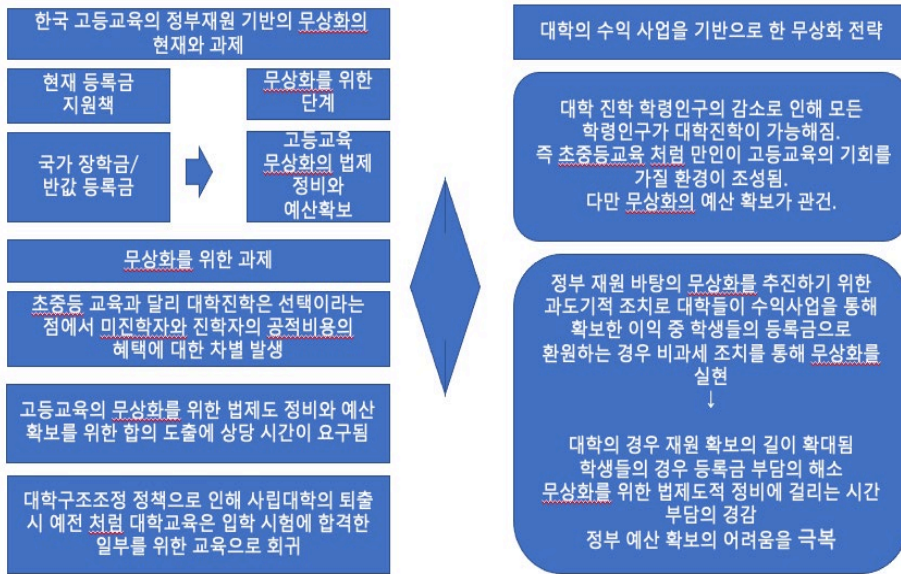 한국 고등교육의 정부재원 기반의 무상화의
현재와 과제
현재 등록금
지원책
무상화를 위한
단계
국가 장학금/
반값 등록금
고등교육
무상화의 법제
정비와
예산확보
무상화를 위한 과제
초중등 교육과 달리 대학진학은 선택이라는
점에서 미진학자와 진학자의 공적비용의
혜택에 대한 차별 발생
고등교육의 무상화를 위한 법제도 정비와 예산
확보를 위한 합의 도출에 상당 시간이 요구됨
대학구조조정 정책으로 인해 사립대학의 퇴출
시 예전 처럼 대학교육은 입학 시험에 합격한
일부를 위한 교육으로 회귀
대학의 수익 사업을 기반으로 한 무상화 전략
대학 진학 학령인구의 감소로 인해 모든
학령인구가 대학진학이 가능해짐.
즉 초중등교육 처럼 만인이 고등교육의 기회를
가질 환경이 조성됨.
다만 무상화의 예산 확보가 관건.
정부 재원 바탕의 무상화를 추진하기 위한
과도기적 조치로 대학들이 수익사업을 통해
확보한 이익 중 학생들의 등록금으로
환원하는 경우 비과세 조치를 통해 무상화를
실현
↓
대학의 경우 재원 확보의 길이 확대됨
학생들의 경우 등록금 부담의 해소
무상화를 위한 법제도적 정비에 걸리는 시간
부담의 경감
정부 예산 확보의 어려움을 극복